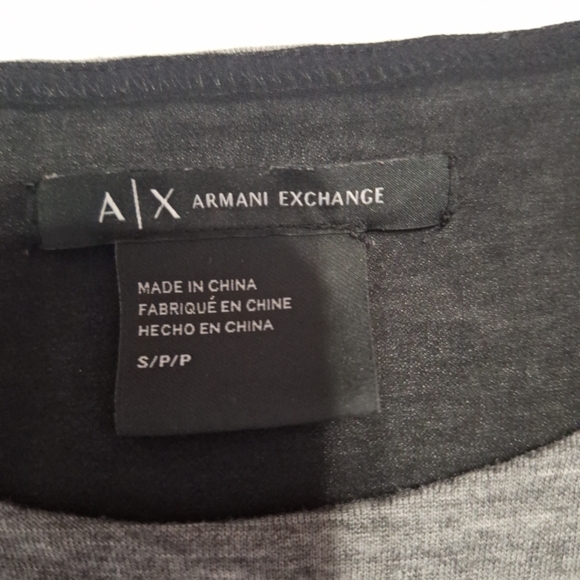 A|X ARMANI EXCHANGE
MADE IN CHINA
FABRIQUÉ EN CHINE
HECHO EN CHINA
S/P/P